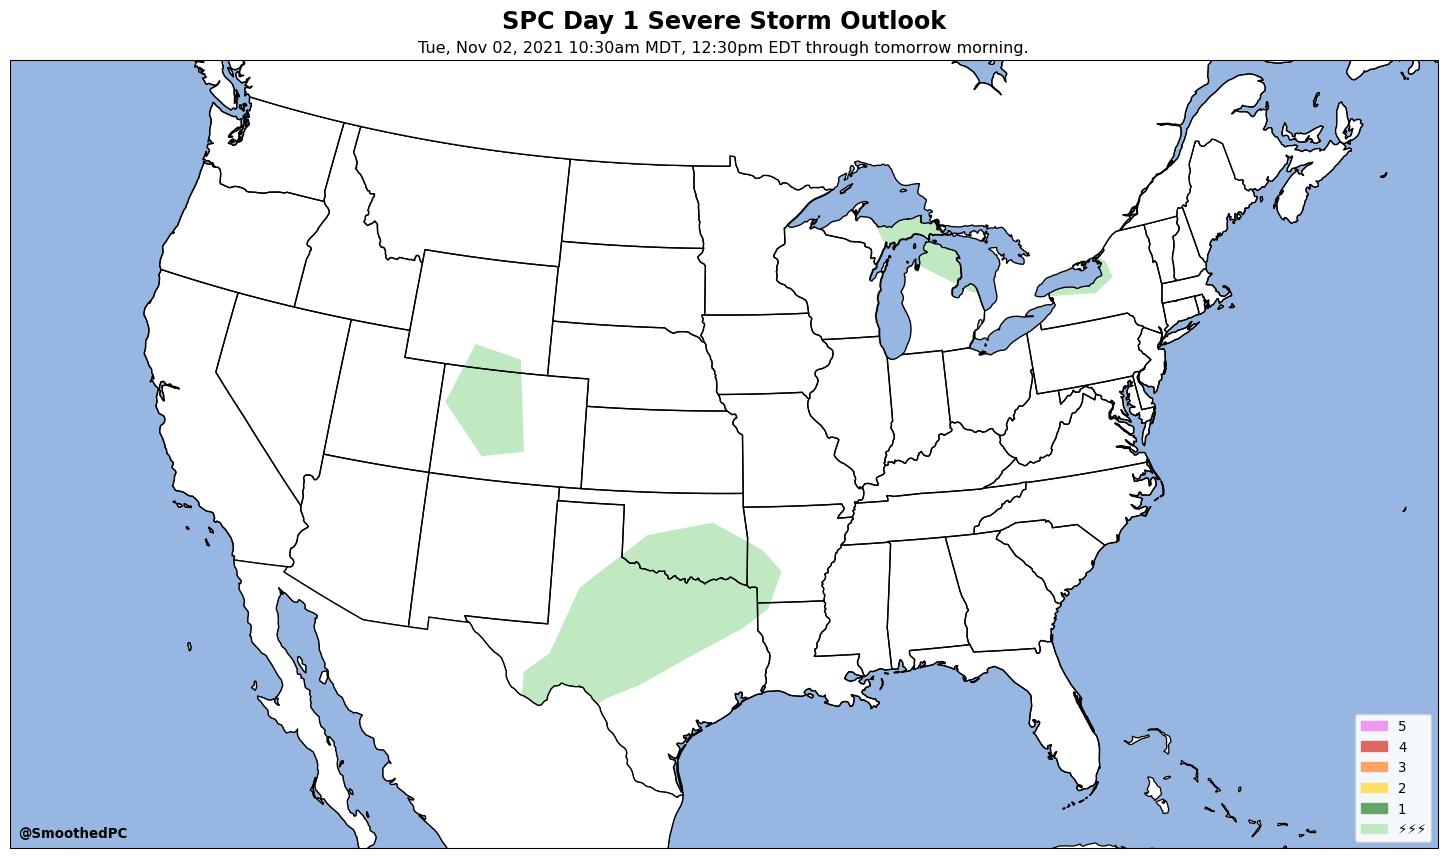 SPC Day 1 Severe Storm Outlook
Tue, Nov 02, 2021 10:30am MDT, 12:30pm EDT through tomorrow morning.
5
4
3
2
1
⚡⚡⚡
@SmoothedPC